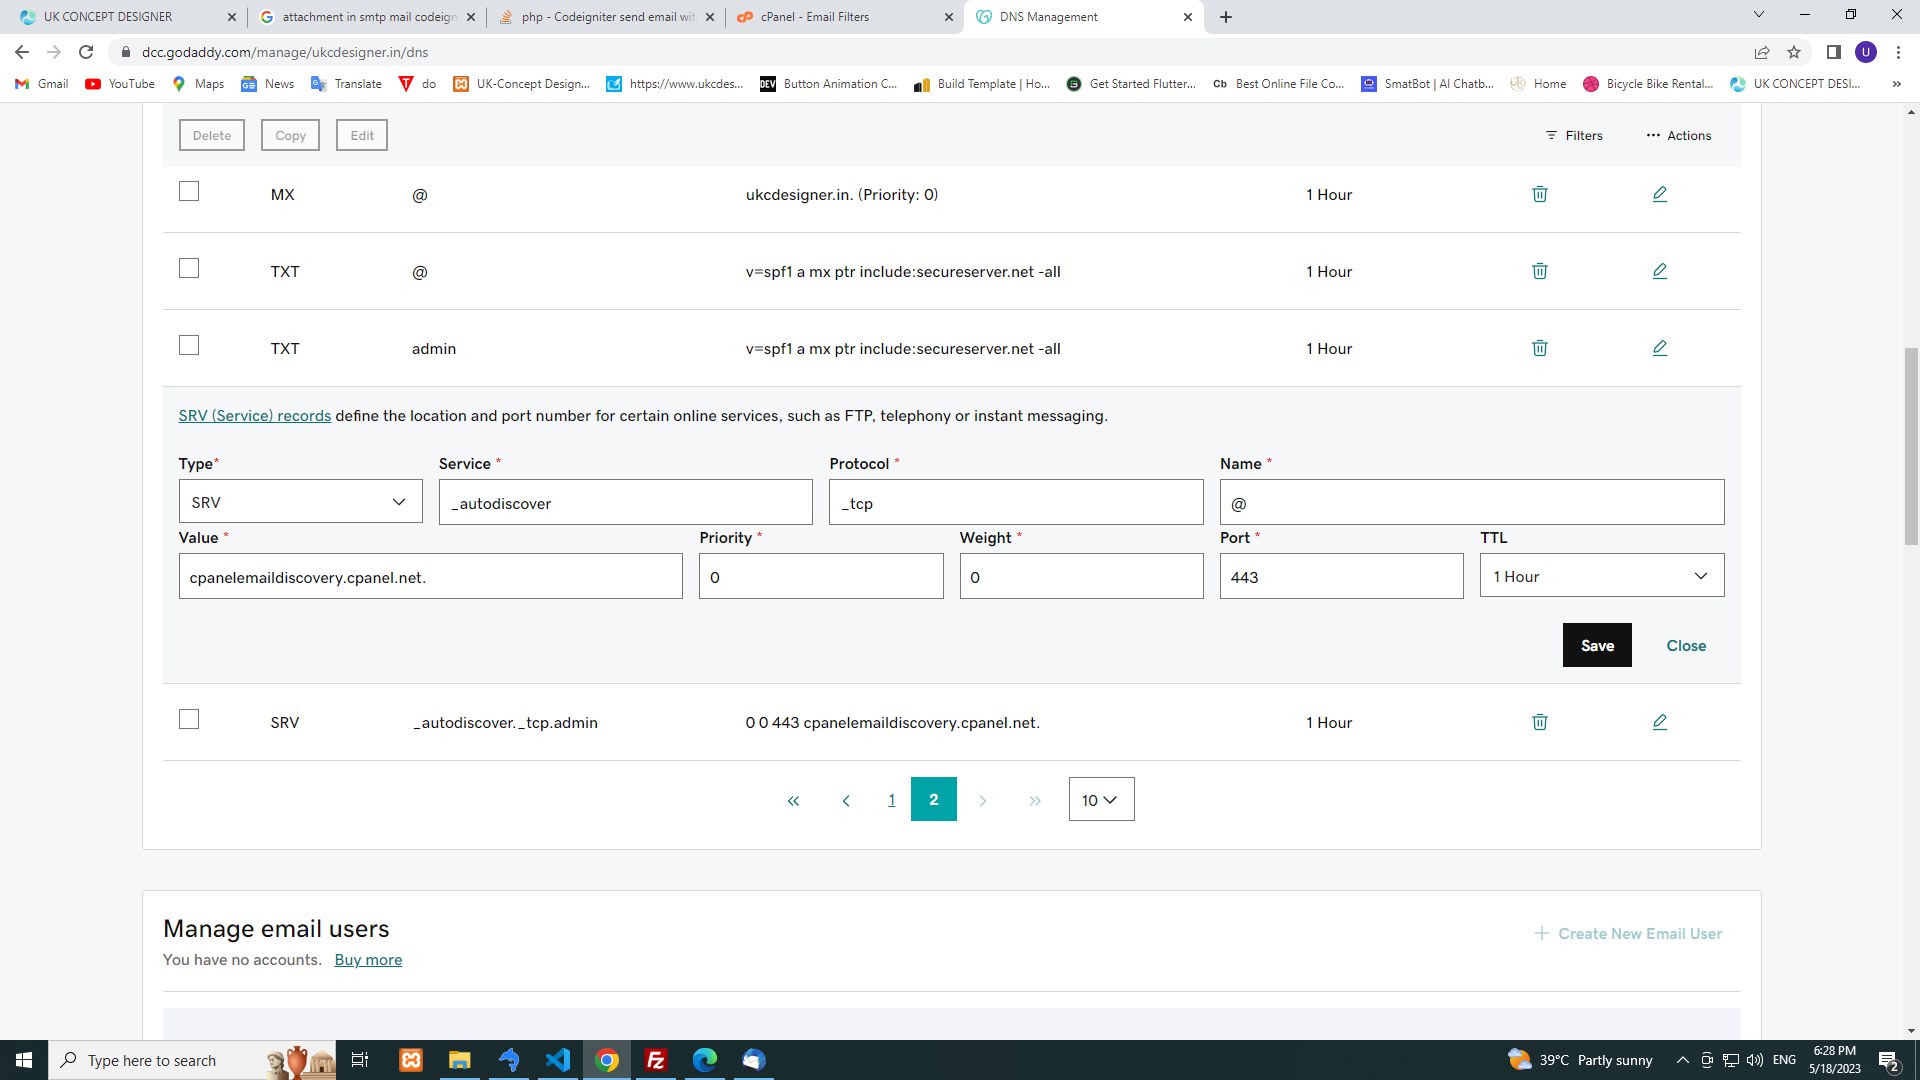 UK CONCEPT DESIGNER
attachment in smtp mail codeign
php - Codeigniter send email wit
cPanel - Email Filters
DNS Management
dcc.godaddy.com/manage/ukcdesigner.in/dns
U
Gmail
YouTube
Maps
News
Translate
do
UK-Concept Design...
https://www.ukcdes...
DEV
Button Animation C...
Build Template | Ho...
Get Started Flutter...
Cb
Best Online File Co...
SmatBot | AI Chatb...
Home
Bicycle Bike Rental...
UK CONCEPT DESI...
»
Delete
Copy
Edit
Filters
Actions
MX @ ukcdesigner.in. (Priority: 0) 1 Hour
TXT @ v=spf1 a mx ptr include:secureserver.net -all 1 Hour
TXT admin v=spf1 a mx ptr include:secureserver.net -all 1 Hour
SRV (Service) records define the location and port number for certain online services, such as FTP, telephony or instant messaging.
Type* Service * Protocol * Name *
SRV _autodiscover _tcp @
Value * Priority * Weight * Port * TTL
cpanelemaildiscovery.cpanel.net. 0 0 443 1 Hour
Save Close
SRV _autodiscover._tcp.admin 0 0 443 cpanelemaildiscovery.cpanel.net. 1 Hour
« ‹ 1 2 › » 10
Manage email users
+ Create New Email User
You have no accounts. Buy more
Type here to search
39°C Partly sunny
ENG
6:28 PM
5/18/2023
2